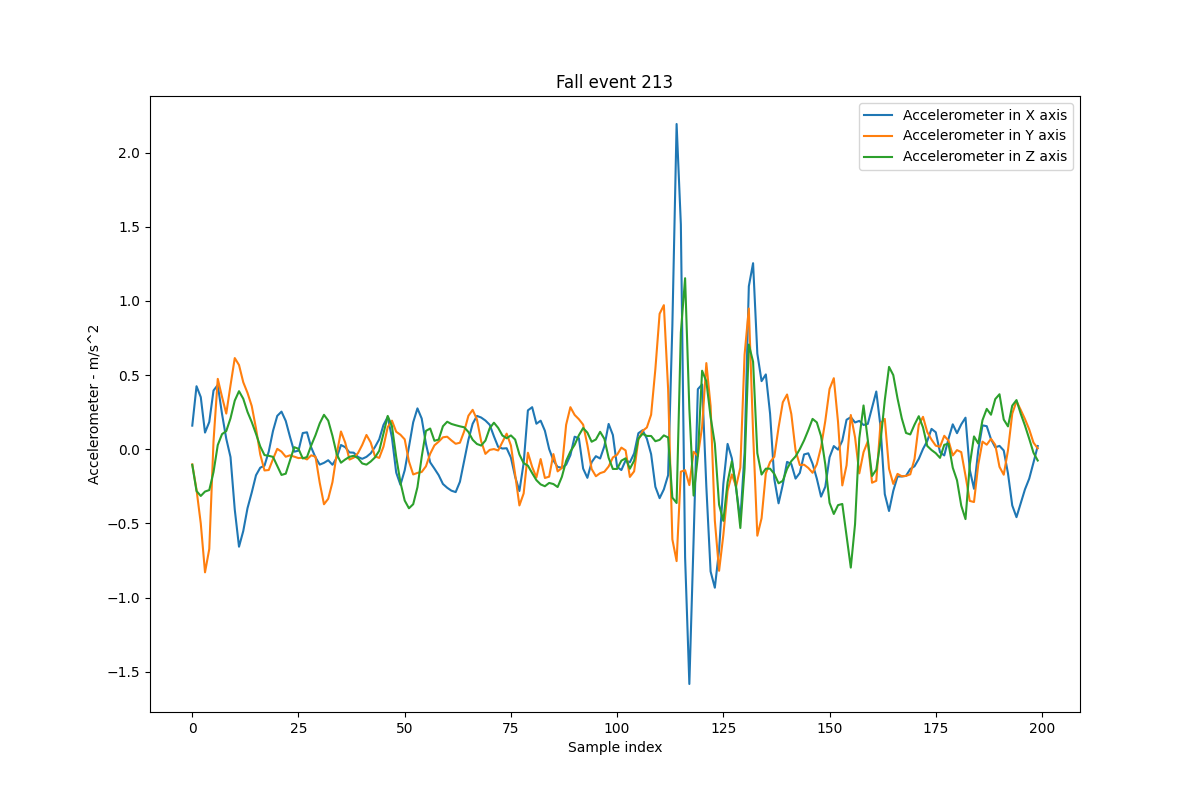 Fall event 213
Accelerometer in X axis
Accelerometer in Y axis
Accelerometer in Z axis
Accelerometer - m/s^2
2.0
1.5
1.0
0.5
0.0
−0.5
−1.0
−1.5
0 25 50 75 100 125 150 175 200
Sample index